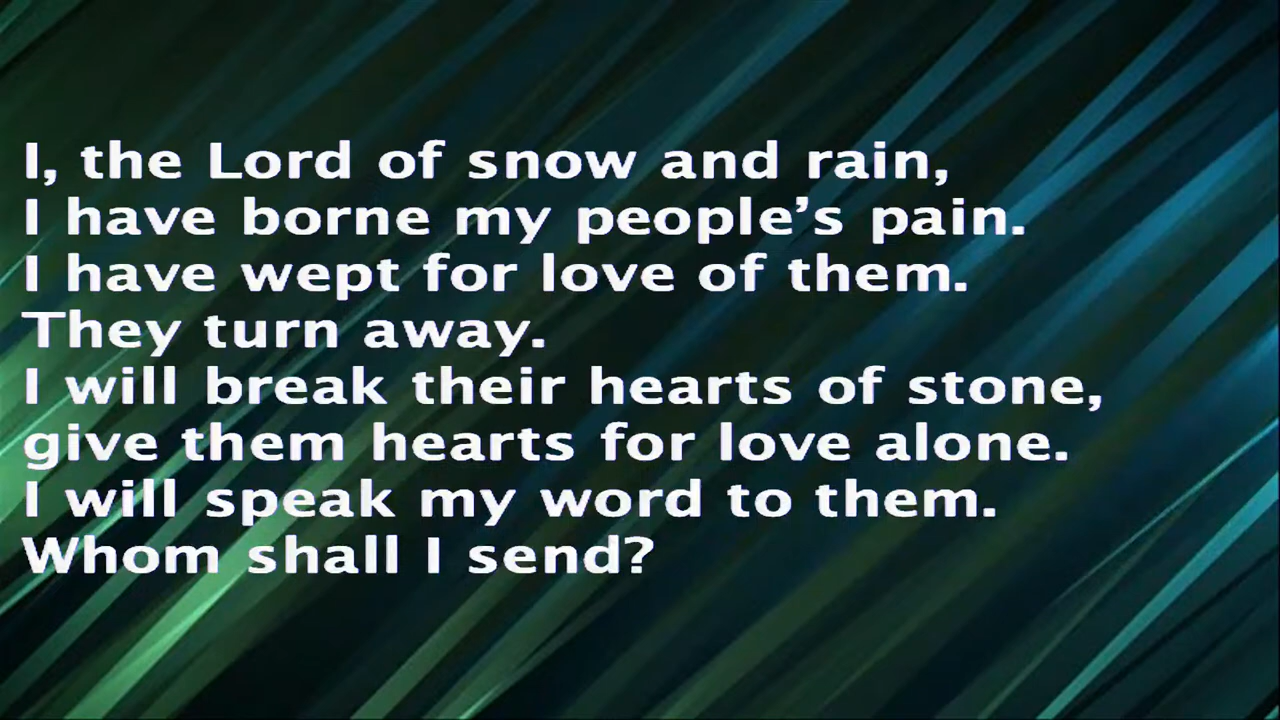 I, the Lord of snow and rain,
I have borne my people’s pain.
I have wept for love of them.
They turn away.
I will break their hearts of stone,
give them hearts for love alone.
I will speak my word to them.
Whom shall I send?